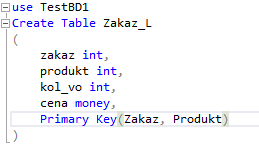 use TestBD1
Create Table Zakaz_L
(
zakaz int,
produkt int,
kol_vo int,
cena money,
Primary Key(Zakaz, Produkt)
)